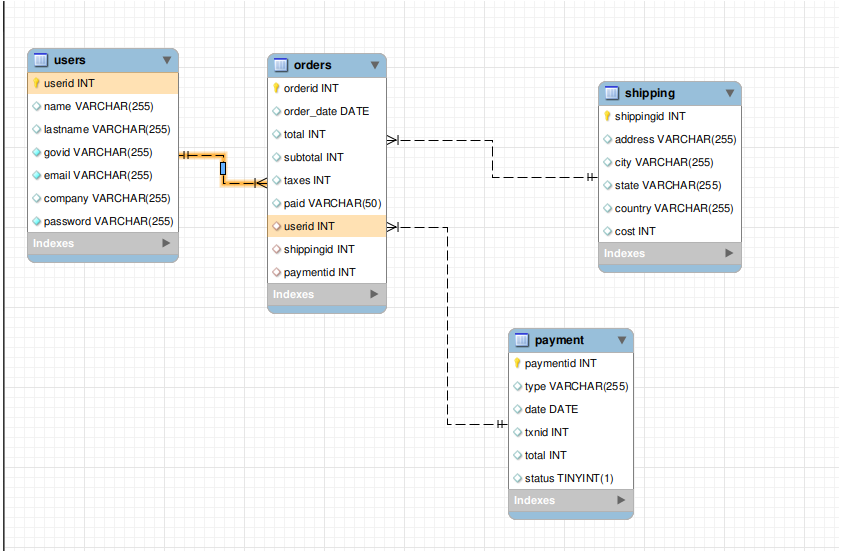 users
userid INT
name VARCHAR(255)
lastname VARCHAR(255)
govid VARCHAR(255)
email VARCHAR(255)
company VARCHAR(255)
password VARCHAR(255)
Indexes
orders
orderid INT
order_date DATE
total INT
subtotal INT
taxes INT
paid VARCHAR(50)
userid INT
shippingid INT
paymentid INT
Indexes
shipping
shippingid INT
address VARCHAR(255)
city VARCHAR(255)
state VARCHAR(255)
country VARCHAR(255)
cost INT
Indexes
payment
paymentid INT
type VARCHAR(255)
date DATE
txnid INT
total INT
status TINYINT(1)
Indexes